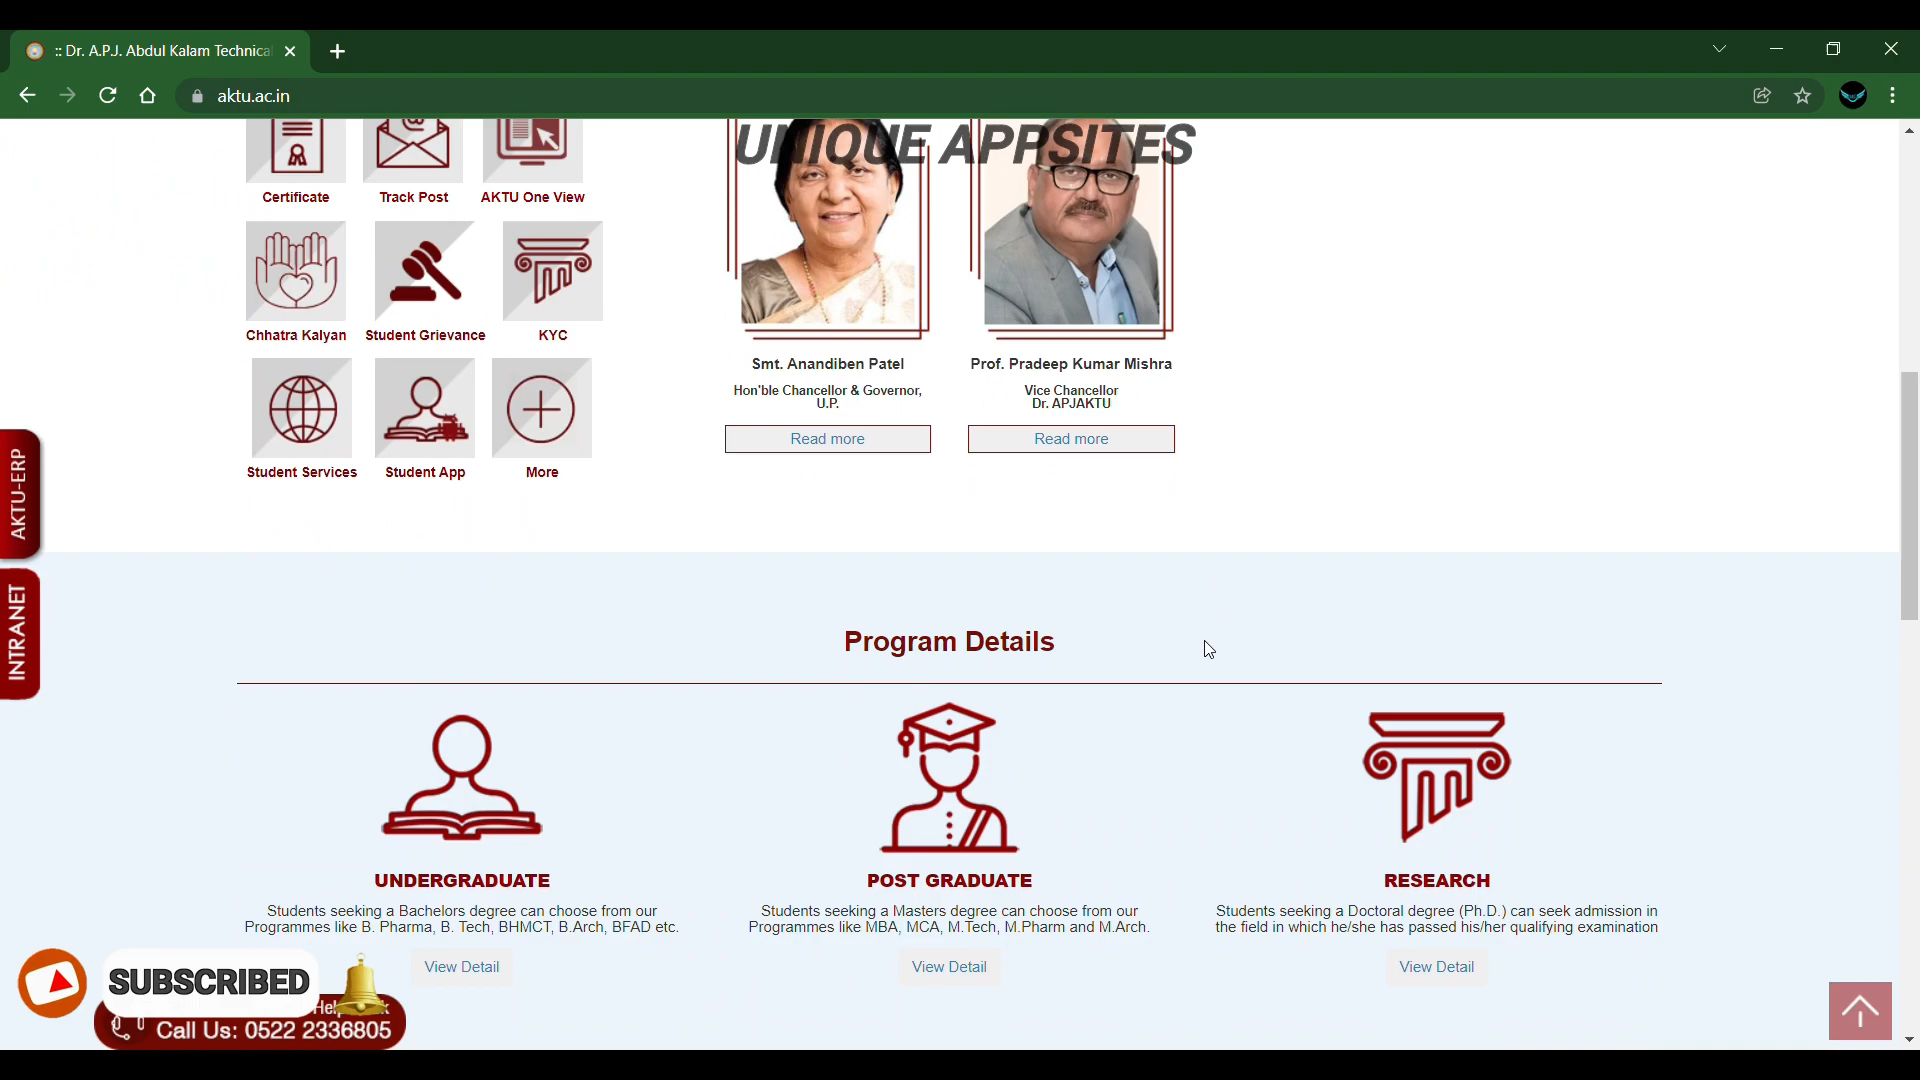 :: Dr. A.P.J. Abdul Kalam Technica
aktu.ac.in
UNIQUE APPSITES
Certificate
Track Post
AKTU One View
Chhatra Kalyan
Student Grievance
KYC
Student Services
Student App
More
Smt. Anandiben Patel
Hon'ble Chancellor & Governor,
U.P.
Read more
Prof. Pradeep Kumar Mishra
Vice Chancellor
Dr. APJAKTU
Read more
AKTU-ERP
INTRANET
Program Details
UNDERGRADUATE
Students seeking a Bachelors degree can choose from our
Programmes like B. Pharma, B. Tech, BHMCT, B.Arch, BFAD etc.
View Detail
POST GRADUATE
Students seeking a Masters degree can choose from our
Programmes like MBA, MCA, M.Tech, M.Pharm and M.Arch.
View Detail
RESEARCH
Students seeking a Doctoral degree (Ph.D.) can seek admission in
the field in which he/she has passed his/her qualifying examination
View Detail
SUBSCRIBED
Call Us: 0522 2336805